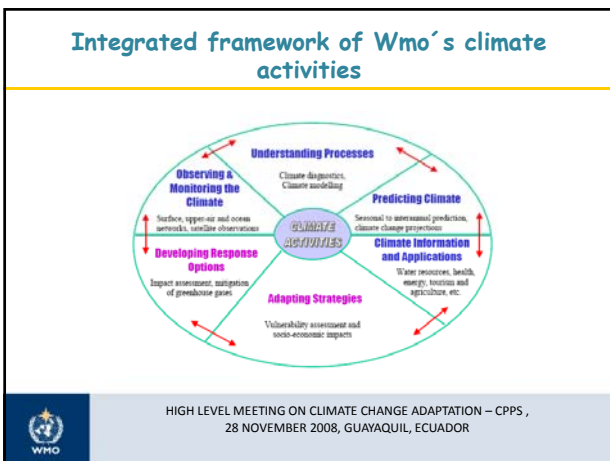 Integrated framework of Wmo´s climate
activities
Understanding Processes
Climate diagnostics,
Climate modelling
Observing &
Monitoring the
Climate
Surface, upper-air and ocean
networks, satellite observations
Predicting Climate
Seasonal to interannual prediction,
climate change projections
CLIMATE
ACTIVITIES
Developing Response
Options
Impact assessment, mitigation
of greenhouse gases
Climate Information
and Applications
Water resources, health,
energy, tourism and
agriculture, etc.
Adapting Strategies
Vulnerability assessment and
socio-economic impacts
HIGH LEVEL MEETING ON CLIMATE CHANGE ADAPTATION – CPPS ,
28 NOVEMBER 2008, GUAYAQUIL, ECUADOR
WMO